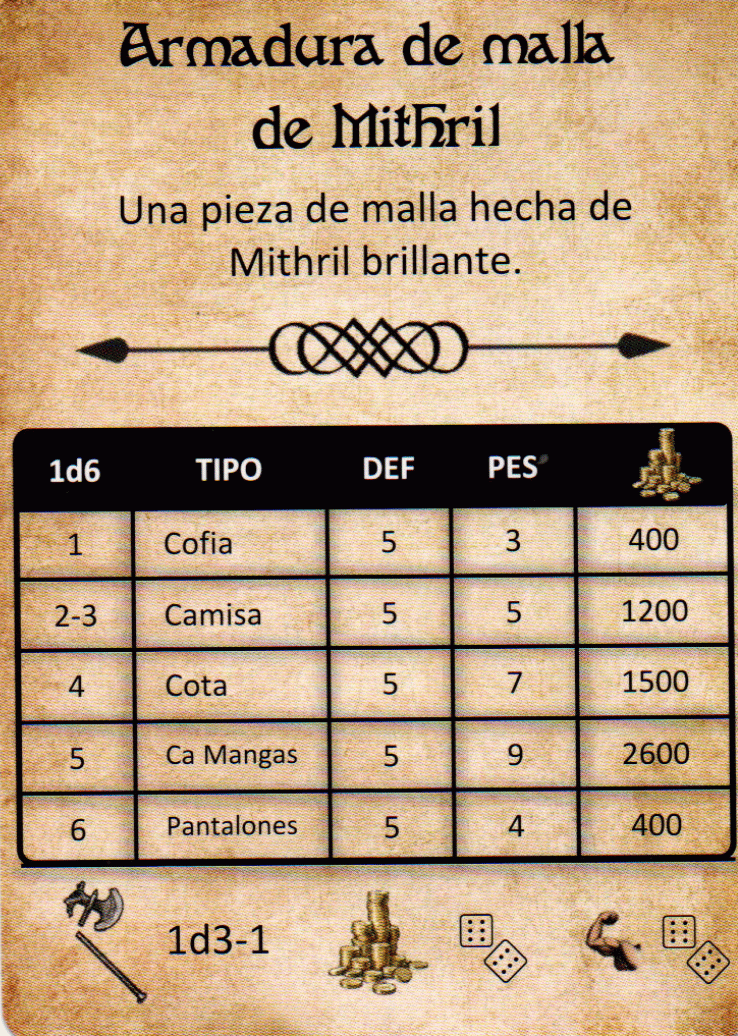 Armadura de malla
de Mithril
Una pieza de malla hecha de
Mithril brillante.
1d6 TIPO DEF PES
1 Cofia 5 3 400
2-3 Camisa 5 5 1200
4 Cota 5 7 1500
5 Ca Mangas 5 9 2600
6 Pantalones 5 4 400
1d3-1